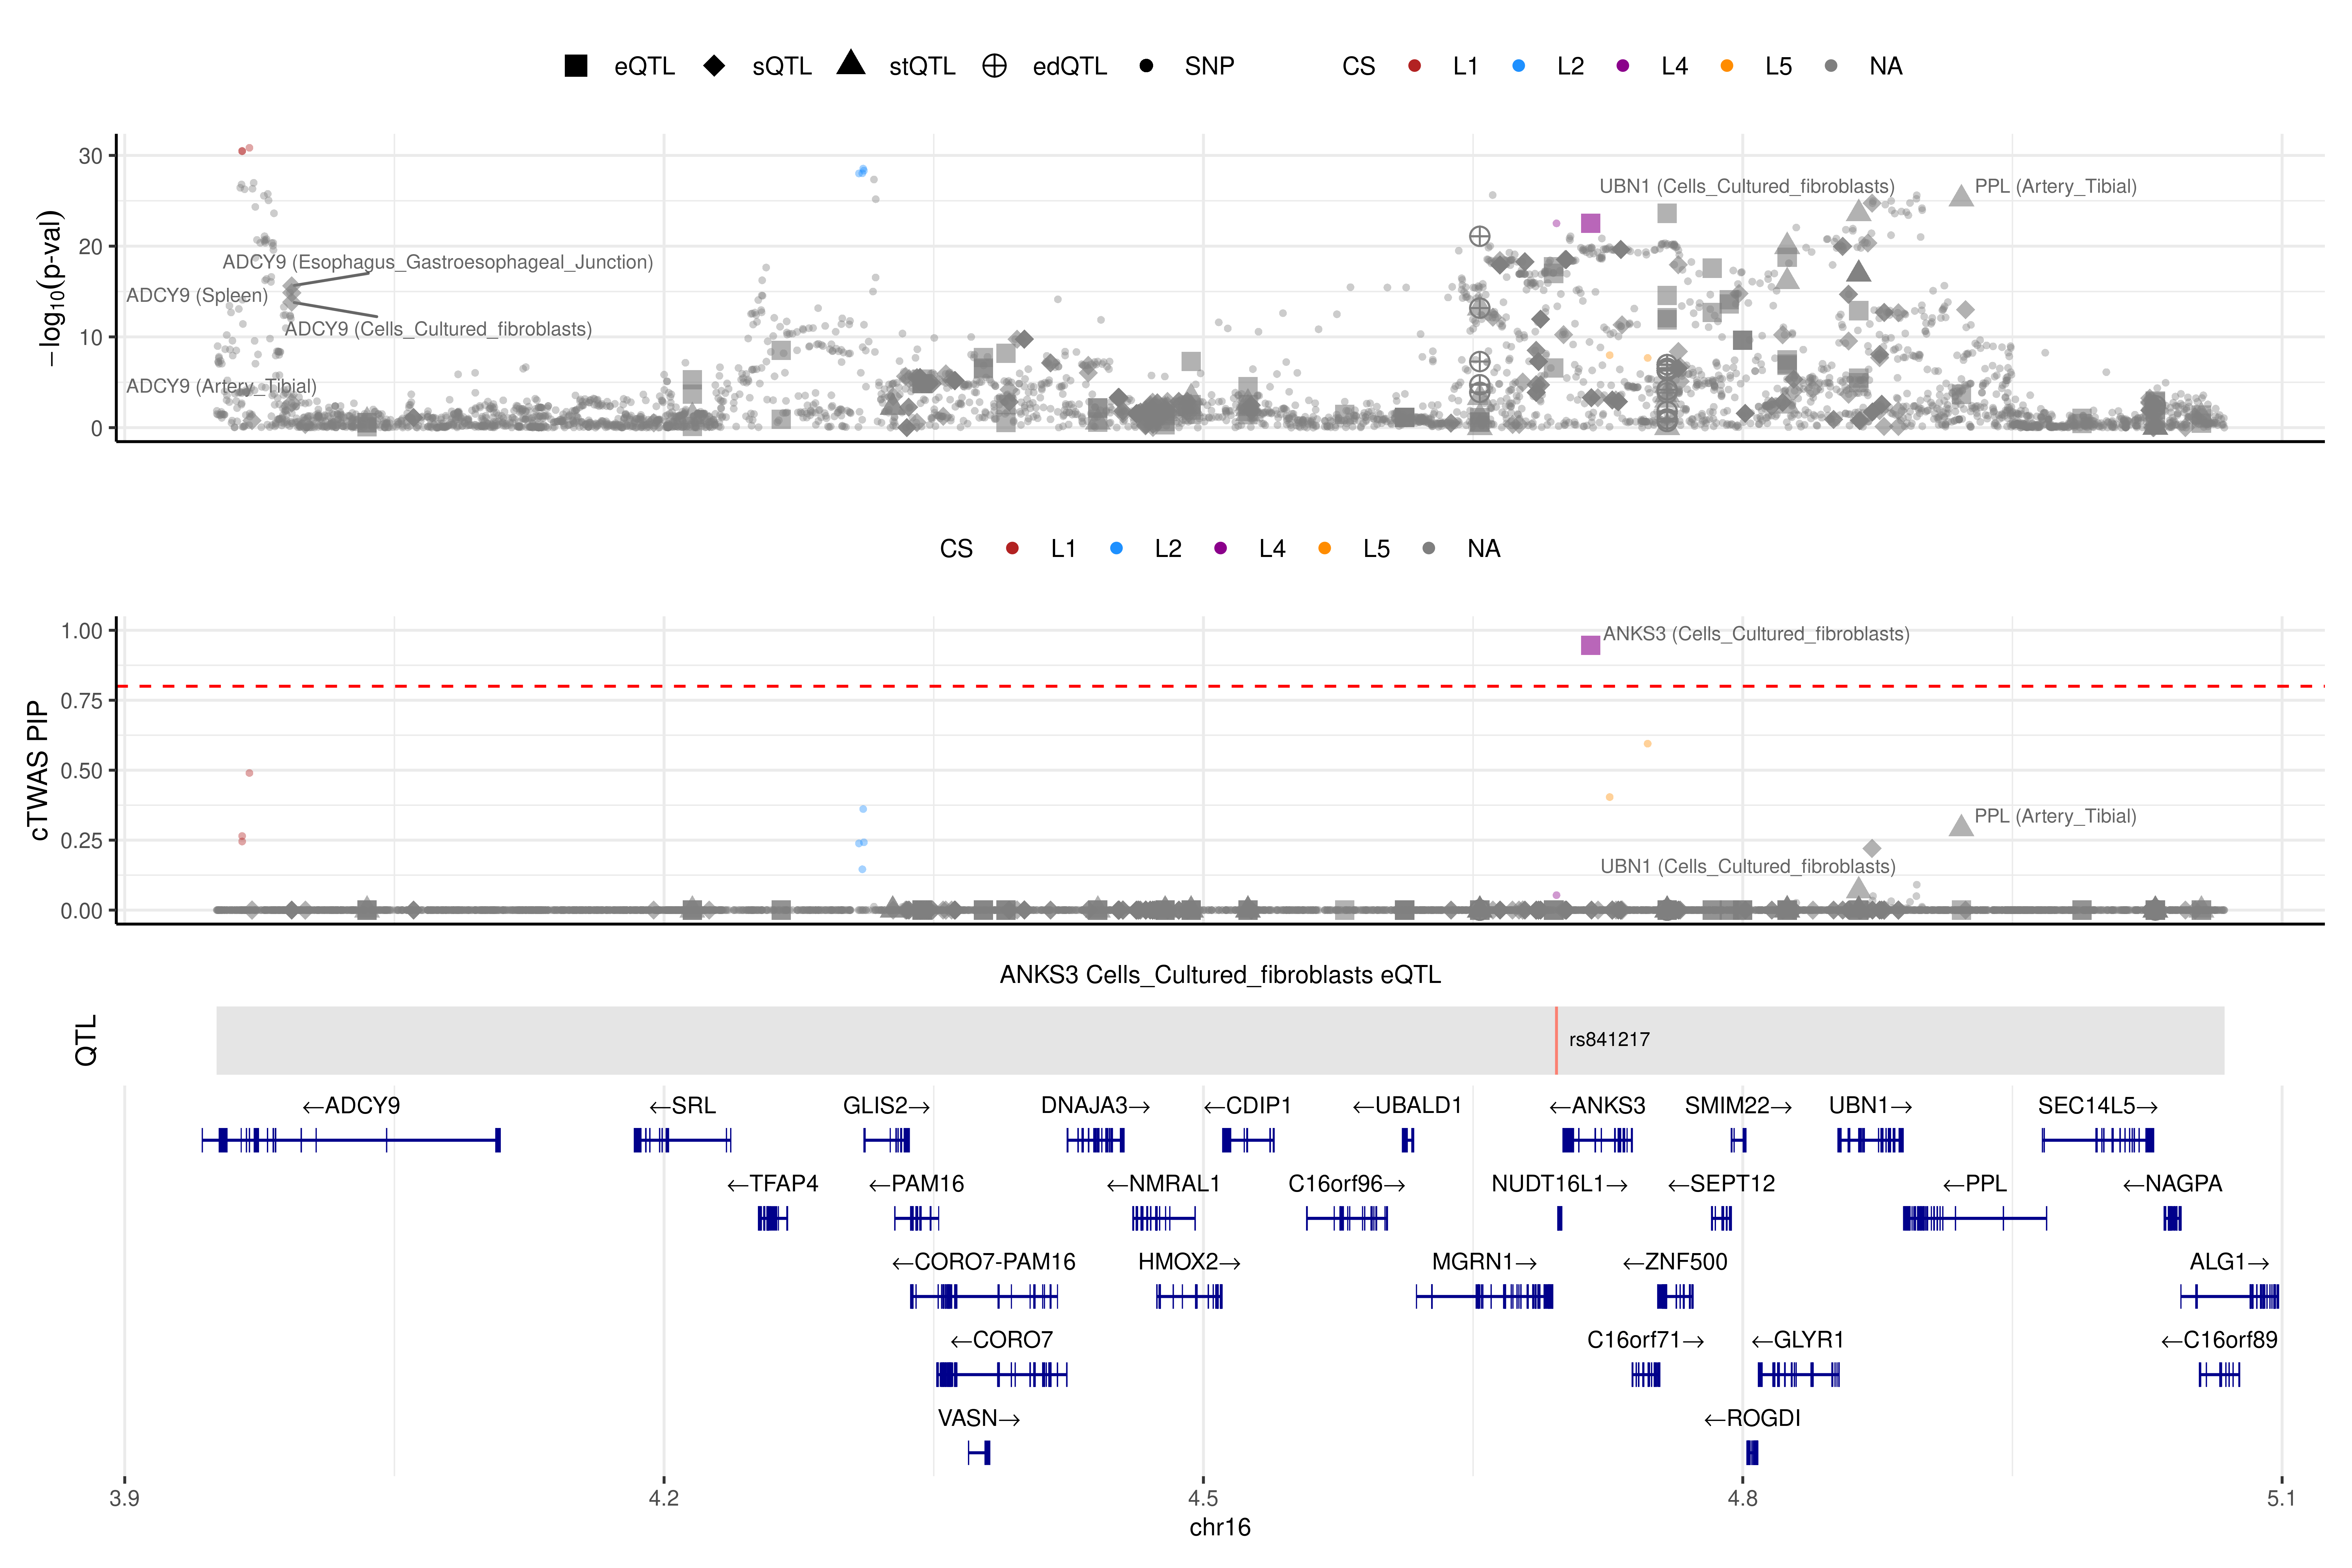 eQTL sQTL stQTL edQTL SNP CS L1 L2 L4 L5 NA
−log10(p-val)
30
20
10
0
UBN1 (Cells_Cultured_fibroblasts) PPL (Artery_Tibial)
ADCY9 (Esophagus_Gastroesophageal_Junction)
ADCY9 (Spleen)
ADCY9 (Cells_Cultured_fibroblasts)
ADCY9 (Artery_Tibial)
CS L1 L2 L4 L5 NA
cTWAS PIP
1.00
0.75
0.50
0.25
0.00
ANKS3 (Cells_Cultured_fibroblasts)
PPL (Artery_Tibial)
UBN1 (Cells_Cultured_fibroblasts)
ANKS3 Cells_Cultured_fibroblasts eQTL
QTL
rs841217
←ADCY9 ←SRL GLIS2→ DNAJA3→ ←CDIP1 ←UBALD1 ←ANKS3 SMIM22→ UBN1→ SEC14L5→
←TFAP4 ←PAM16 ←NMRAL1 C16orf96→ NUDT16L1→ ←SEPT12 ←PPL ←NAGPA
←CORO7-PAM16 HMOX2→ MGRN1→ ←ZNF500 ALG1→
←CORO7 C16orf71→ ←GLYR1 ←C16orf89
VASN→ ←ROGDI
3.9 4.2 4.5 4.8 5.1
chr16